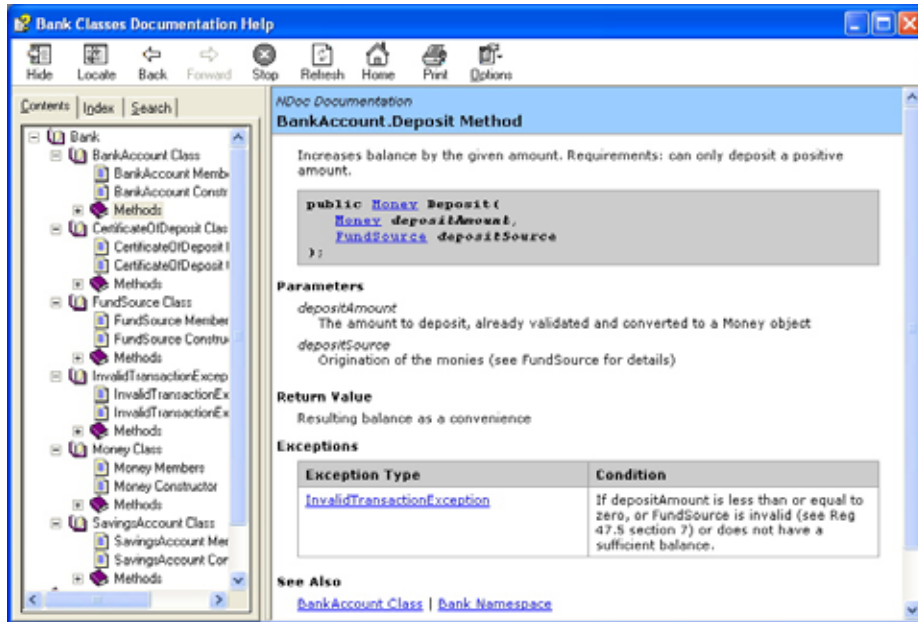 Bank Classes Documentation Help
Hide Locate Back Forward Stop Refresh Home Print Options
Contents Index Search
Bank
BankAccount Class
BankAccount Memb
BankAccount Constr
Methods
CertificateOfDeposit Clas
CertificateOfDeposit
CertificateOfDeposit
Methods
FundSource Class
FundSource Member
FundSource Constru
Methods
InvalidTransactionExcep
InvalidTransactionEx
InvalidTransactionEx
Methods
Money Class
Money Members
Money Constructor
Methods
SavingsAccount Class
SavingsAccount Mer
SavingsAccount Cor
Methods
NDoc Documentation
BankAccount.Deposit Method
Increases balance by the given amount. Requirements: can only deposit a positive
amount.
public Money Deposit(
Money depositAmount,
FundSource depositSource
);
Parameters
depositAmount
The amount to deposit, already validated and converted to a Money object
depositSource
Origination of the monies (see FundSource for details)
Return Value
Resulting balance as a convenience
Exceptions
Exception Type Condition
InvalidTransactionException If depositAmount is less than or equal to
zero, or FundSource is invalid (see Reg
47.5 section 7) or does not have a
sufficient balance.
See Also
BankAccount Class | Bank Namespace